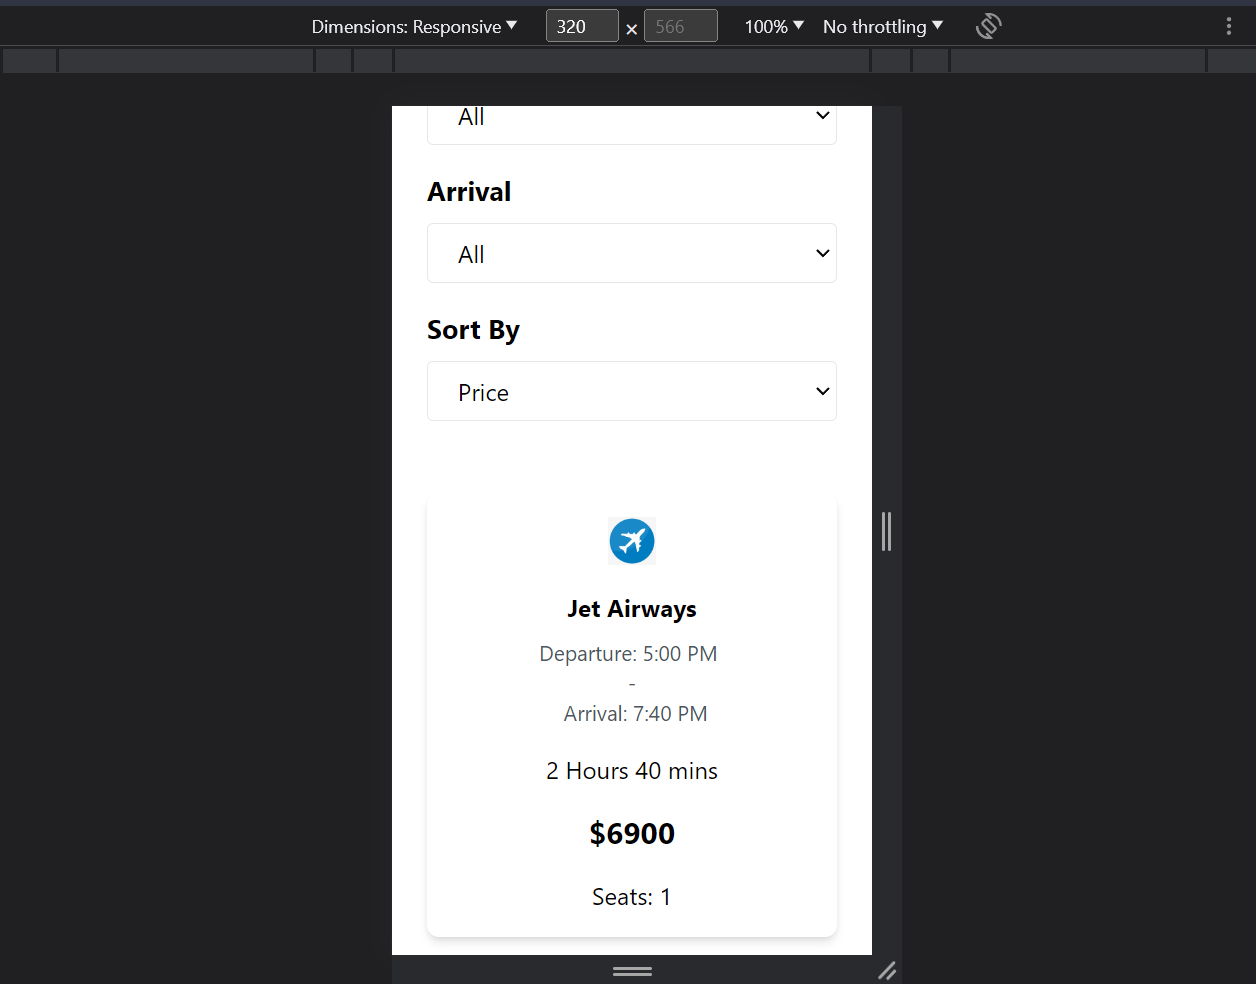 Dimensions: Responsive 320 × 566 100% No throttling
All
Arrival
All
Sort By
Price
Jet Airways
Departure: 5:00 PM
-
Arrival: 7:40 PM
2 Hours 40 mins
$6900
Seats: 1